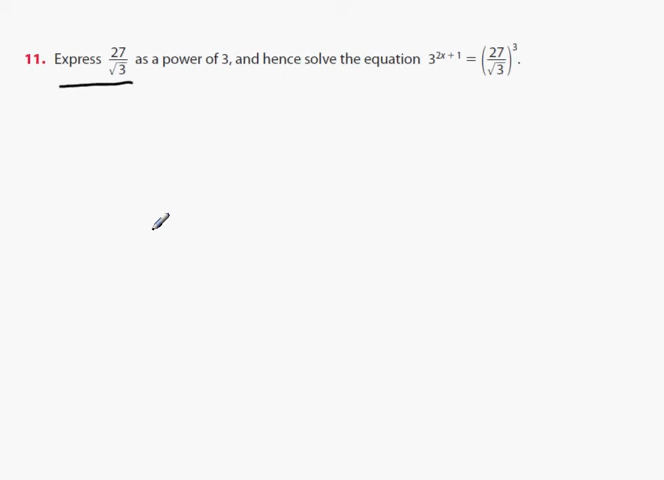 11. Express 27/√3 as a power of 3, and hence solve the equation 3^(2x + 1) = (27/√3)^3.